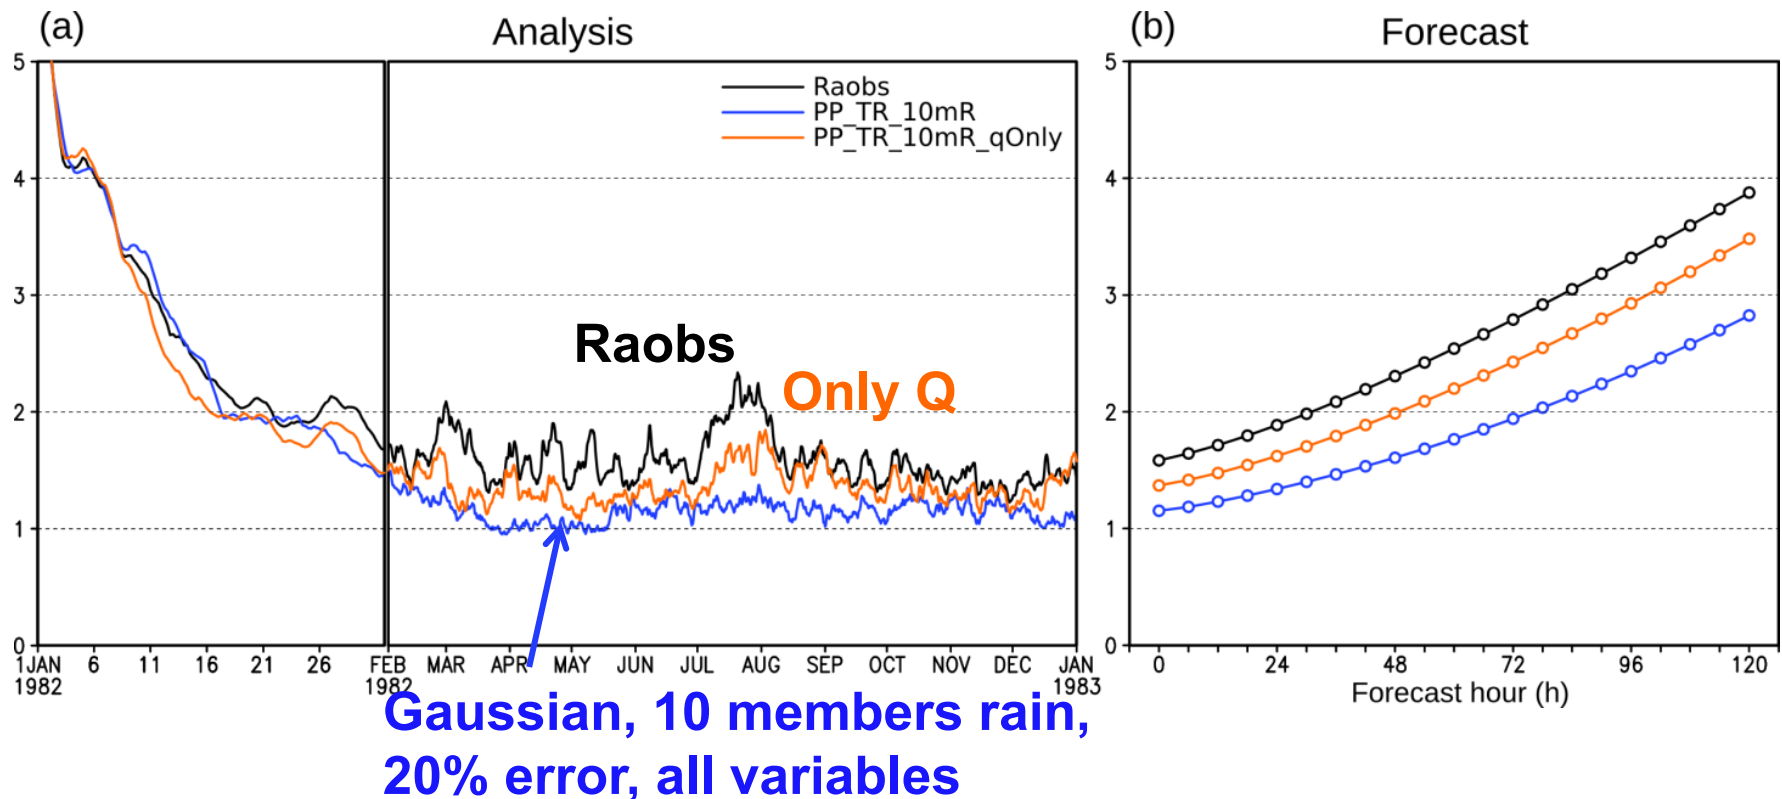 (a)
Analysis
(b)
Forecast
5
4
3
2
1
0
Raobs
PP_TR_10mR
PP_TR_10mR_qOnly
Raobs
Only Q
1JAN 6 11 16 21 26 FEB MAR APR MAY JUN JUL AUG SEP OCT NOV DEC JAN
1982 1982 1983
Gaussian, 10 members rain,
20% error, all variables
5
4
3
2
1
0
0 24 48 72 96 120
Forecast hour (h)